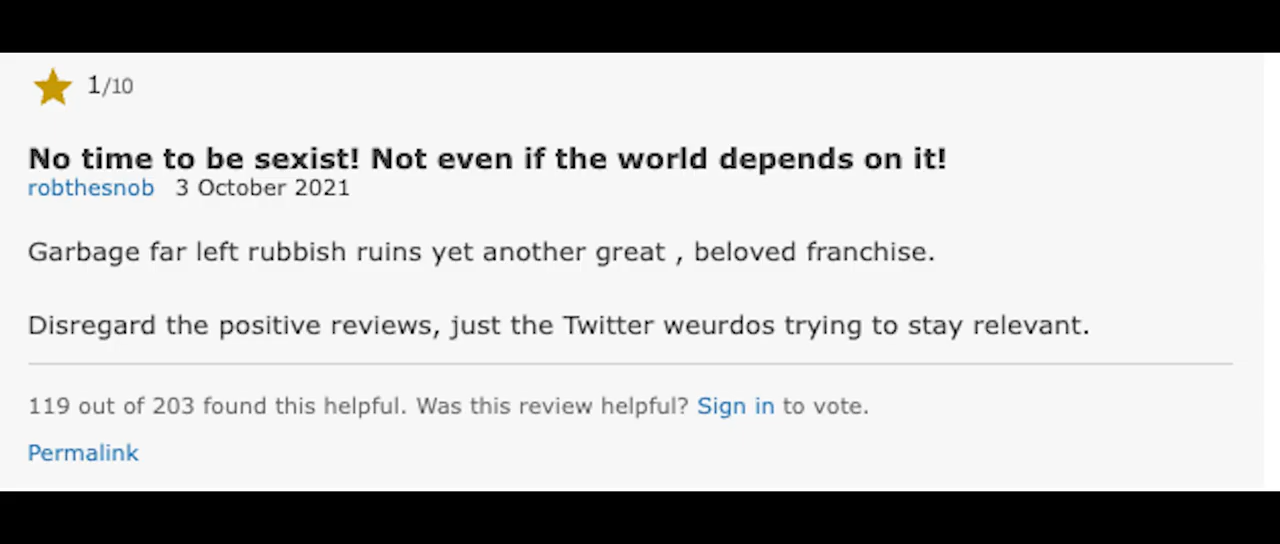 1/10
No time to be sexist! Not even if the world depends on it!
robthesnob 3 October 2021
Garbage far left rubbish ruins yet another great , beloved franchise.
Disregard the positive reviews, just the Twitter weurdos trying to stay relevant.
119 out of 203 found this helpful. Was this review helpful? Sign in to vote.
Permalink